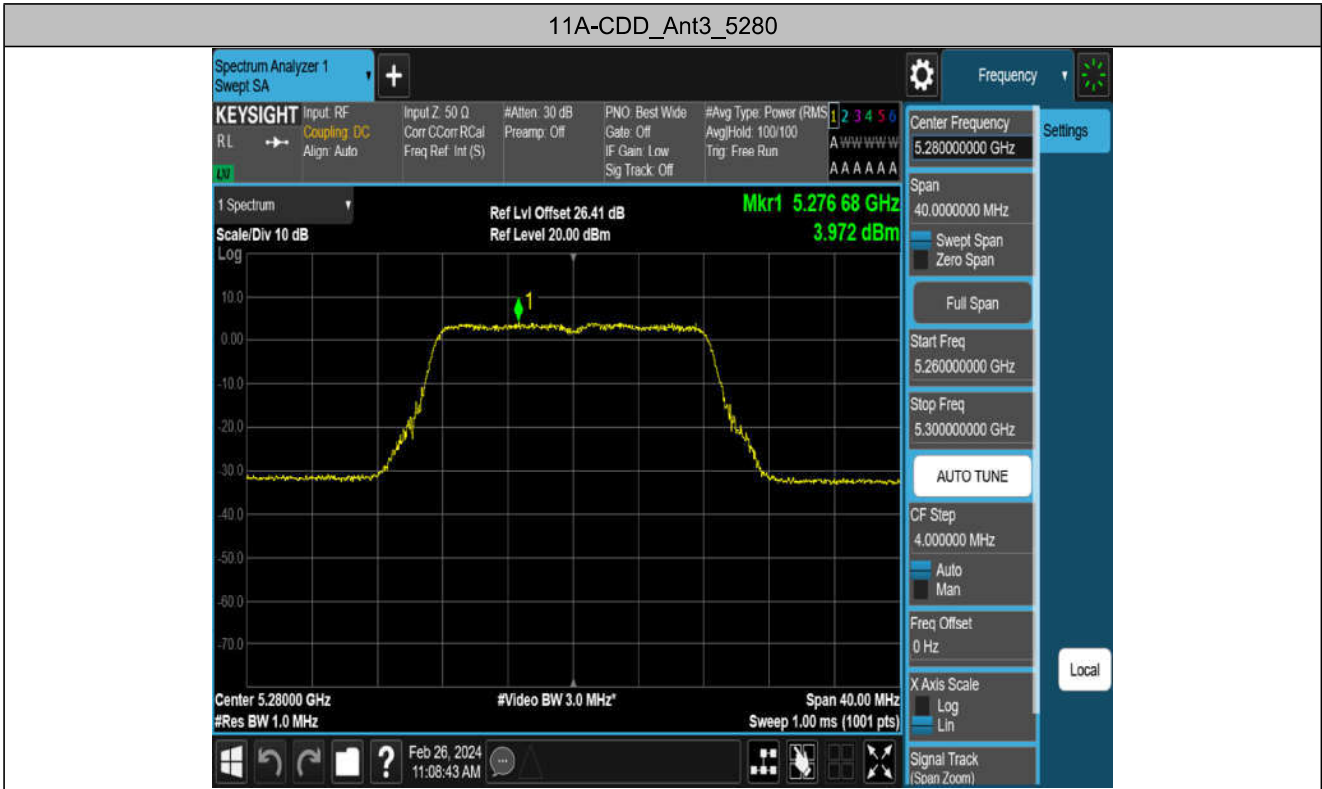 11A-CDD_Ant3_5280
Spectrum Analyzer 1
Swept SA
+
Frequency
KEYSIGHT
RL
Input: RF
Coupling: DC
Align: Auto
Input Z: 50 Ω
Corr CCorr RCal
Freq Ref: Int (S)
#Atten: 30 dB
Preamp: Off
PNO: Best Wide
Gate: Off
IF Gain: Low
Sig Track: Off
#Avg Type: Power (RMS
Avg|Hold: 100/100
Trig: Free Run
1 2 3 4 5 6
A W W W W W
A A A A A A
1 Spectrum
Scale/Div 10 dB
Log
Ref Lvl Offset 26.41 dB
Ref Level 20.00 dBm
Mkr1 5.276 68 GHz
3.972 dBm
1
10.0
0.00
-10.0
-20.0
-30.0
-40.0
-50.0
-60.0
-70.0
Center 5.28000 GHz
#Res BW 1.0 MHz
#Video BW 3.0 MHz*
Span 40.00 MHz
Sweep 1.00 ms (1001 pts)
Center Frequency
5.280000000 GHz
Settings
Span
40.0000000 MHz
Swept Span
Zero Span
Full Span
Start Freq
5.260000000 GHz
Stop Freq
5.300000000 GHz
AUTO TUNE
CF Step
4.000000 MHz
Auto
Man
Freq Offset
0 Hz
X Axis Scale
Log
Lin
Local
Signal Track
(Span Zoom)
?
Feb 26, 2024
11:08:43 AM